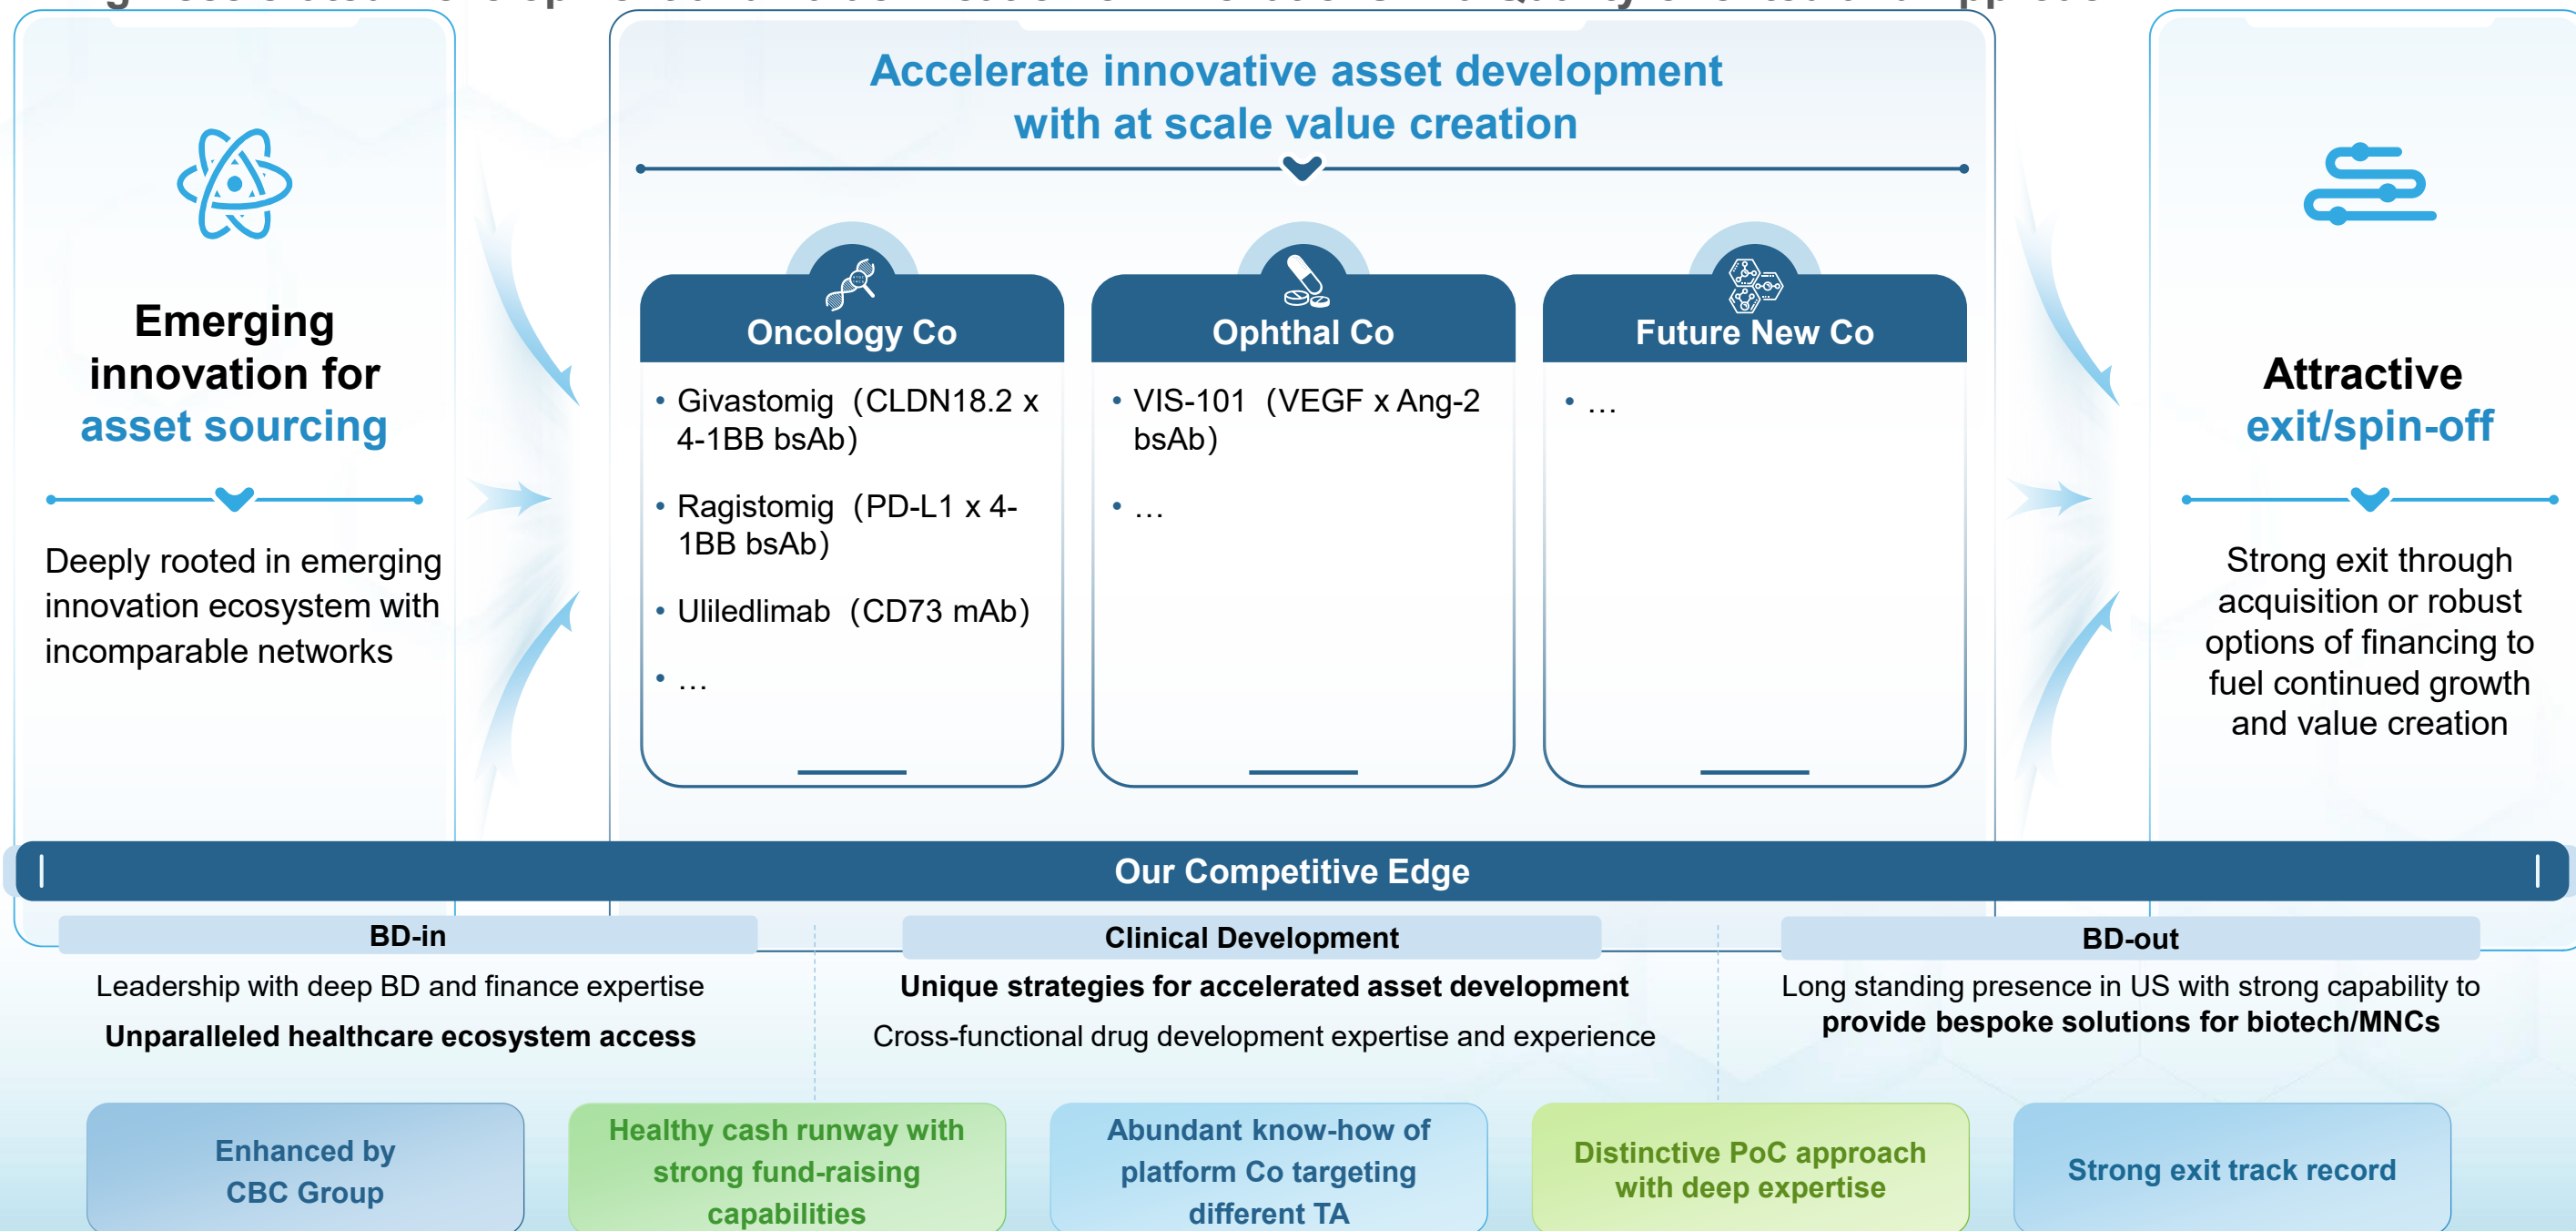 Accelerate innovative asset development
with at scale value creation
Emerging
innovation for
asset sourcing
Deeply rooted in emerging
innovation ecosystem with
incomparable networks
Oncology Co
• Givastomig（CLDN18.2 x
4-1BB bsAb）
• Ragistomig（PD-L1 x 4-
1BB bsAb）
• Uliledlimab（CD73 mAb）
• …
Ophthal Co
• VIS-101（VEGF x Ang-2
bsAb）
• …
Future New Co
• …
Attractive
exit/spin-off
Strong exit through
acquisition or robust
options of financing to
fuel continued growth
and value creation
Our Competitive Edge
BD-in
Leadership with deep BD and finance expertise
Unparalleled healthcare ecosystem access
Clinical Development
Unique strategies for accelerated asset development
Cross-functional drug development expertise and experience
BD-out
Long standing presence in US with strong capability to
provide bespoke solutions for biotech/MNCs
Enhanced by
CBC Group
Healthy cash runway with
strong fund-raising
capabilities
Abundant know-how of
platform Co targeting
different TA
Distinctive PoC approach
with deep expertise
Strong exit track record